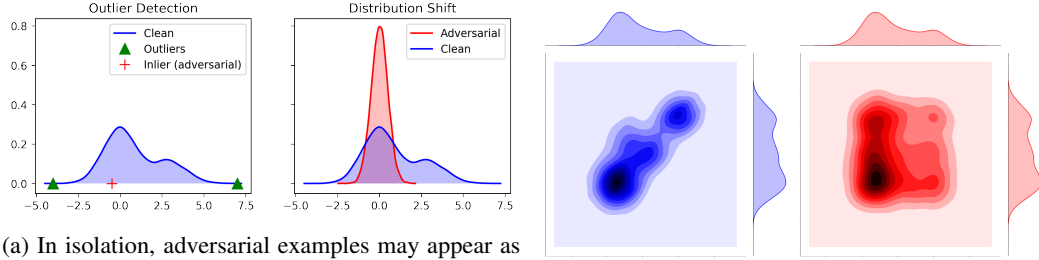 Outlier Detection
Clean
Outliers
Inlier (adversarial)
0.8
0.6
0.4
0.2
0.0
−5.0 −2.5 0.0 2.5 5.0 7.5
Distribution Shift
Adversarial
Clean
−5.0 −2.5 0.0 2.5 5.0 7.5
(a) In isolation, adversarial examples may appear as